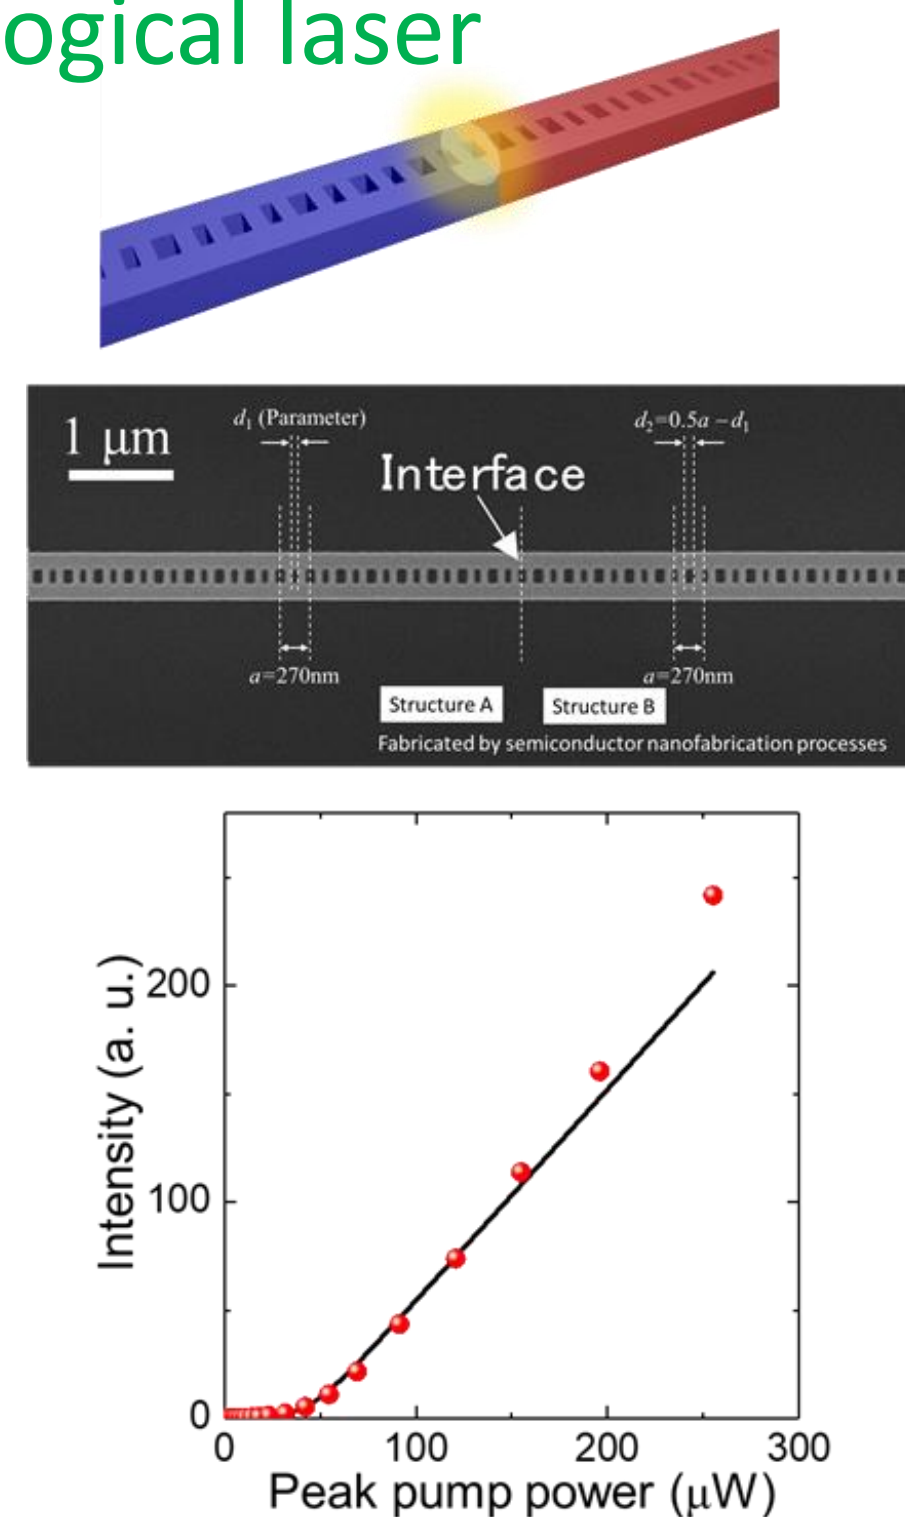 ogical laser
1 μm
d₁ (Parameter)
d₂=0.5a – d₁
Interface
a=270nm
a=270nm
Structure A
Structure B
Fabricated by semiconductor nanofabrication processes
Intensity (a. u.)
200
100
0
0 100 200 300
Peak pump power (μW)